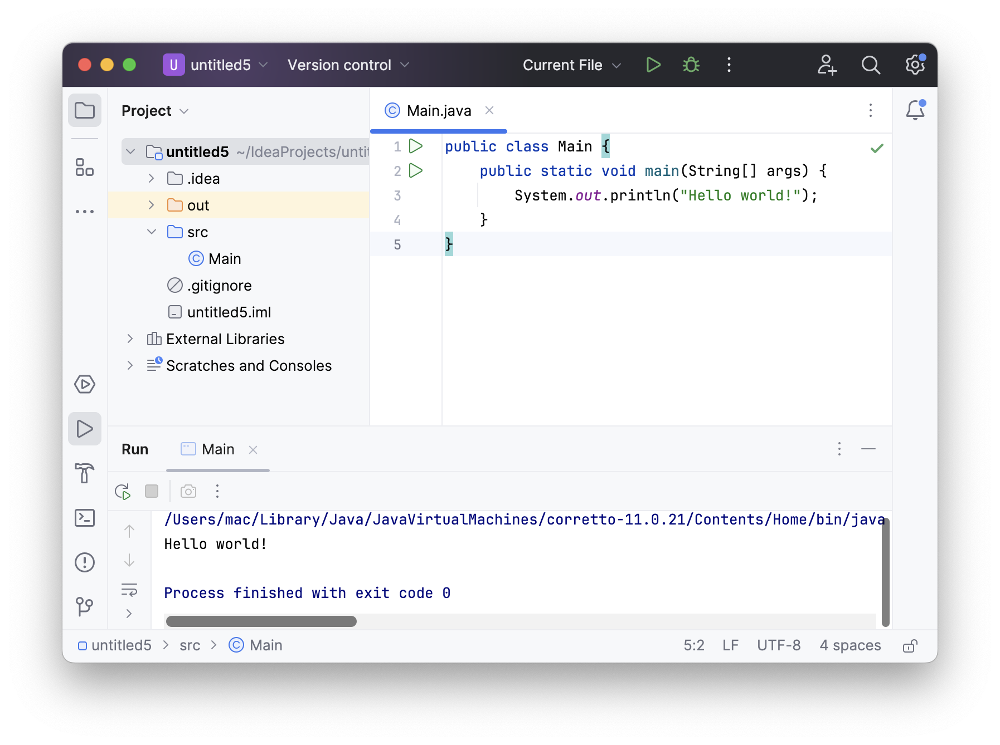 U untitled5 Version control Current File
Project
untitled5 ~/IdeaProjects/unti
.idea
out
src
Main
.gitignore
untitled5.iml
External Libraries
Scratches and Consoles
Main.java
1 public class Main {
2 public static void main(String[] args) {
3 System.out.println("Hello world!");
4 }
5 }
Run Main
/Users/mac/Library/Java/JavaVirtualMachines/corretto-11.0.21/Contents/Home/bin/java
Hello world!
Process finished with exit code 0
untitled5 > src > Main 5:2 LF UTF-8 4 spaces